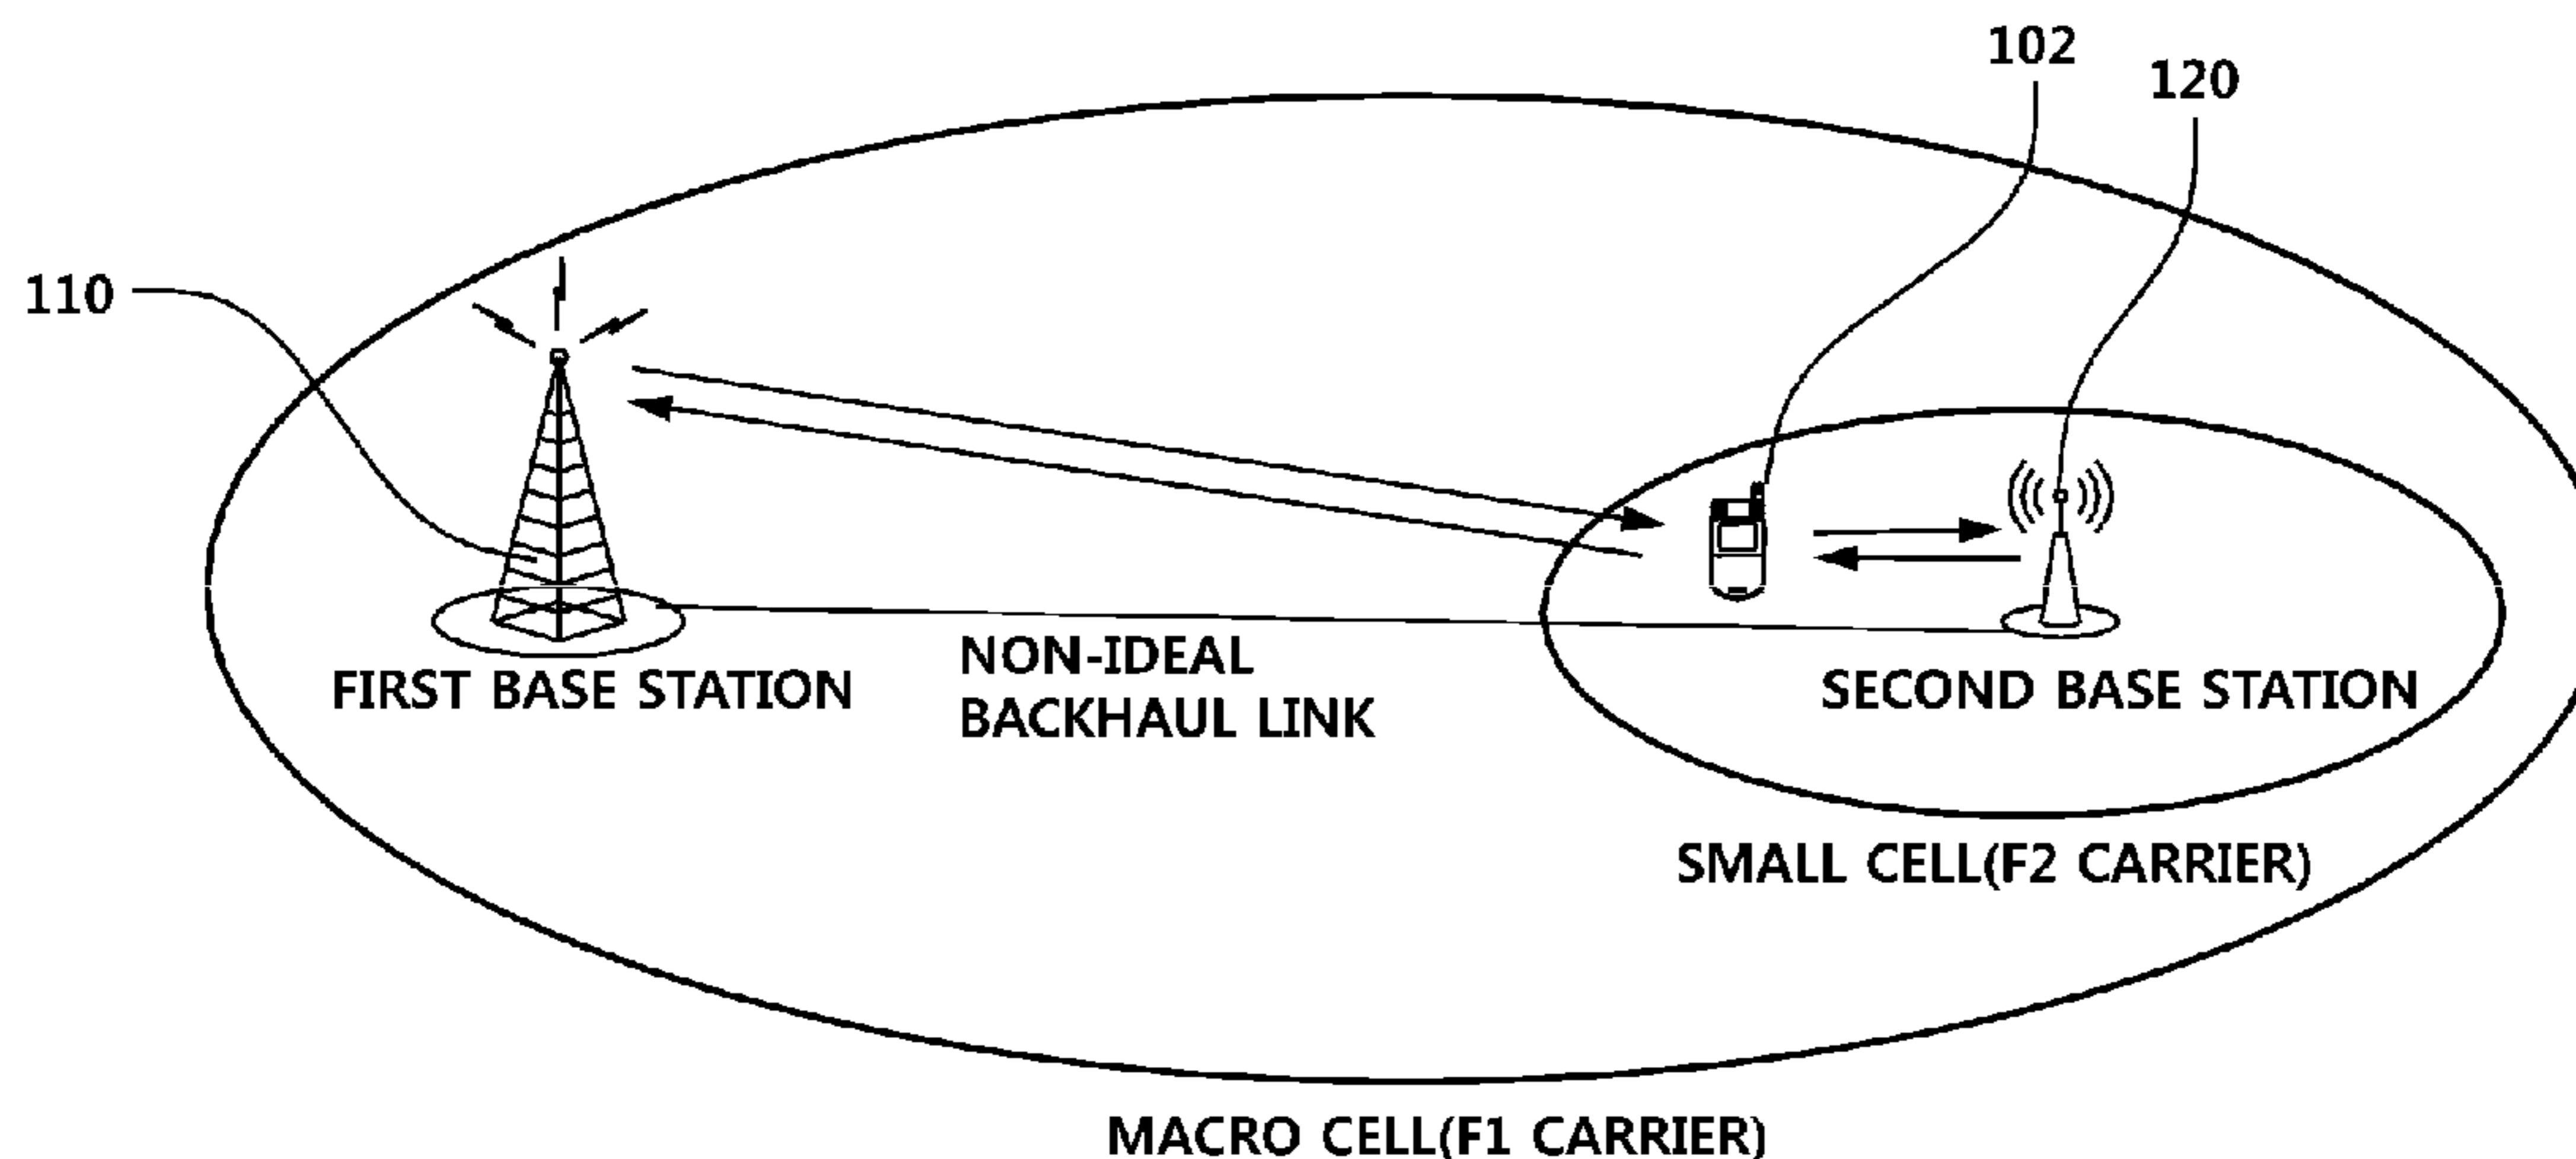 102
120
110
NON-IDEAL
BACKHAUL LINK
FIRST BASE STATION
SECOND BASE STATION
SMALL CELL(F2 CARRIER)
MACRO CELL(F1 CARRIER)